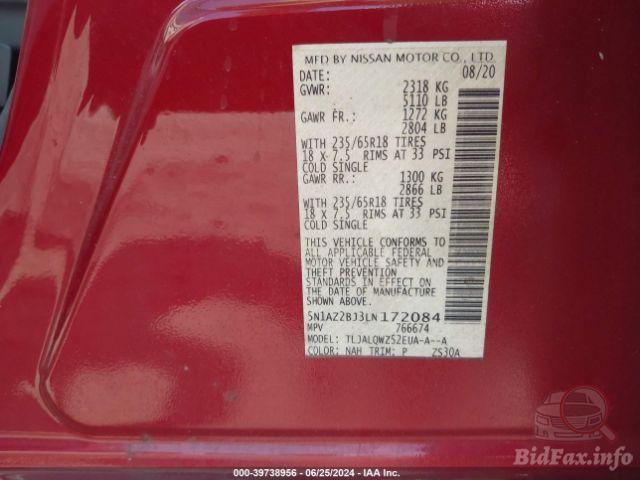 MFD BY NISSAN MOTOR CO., LTD.
DATE: 08/20
GVWR: 2318 KG
5110 LB
GAWR FR.: 1272 KG
2804 LB
WITH 235/65R18 TIRES
18 X 7.5 RIMS AT 33 PSI
COLD SINGLE
GAWR RR.: 1300 KG
2866 LB
WITH 235/65R18 TIRES
18 X 7.5 RIMS AT 33 PSI
COLD SINGLE
THIS VEHICLE CONFORMS TO
ALL APPLICABLE FEDERAL
MOTOR VEHICLE SAFETY AND
THEFT PREVENTION
STANDARDS IN EFFECT ON
THE DATE OF MANUFACTURE
SHOWN ABOVE.
5N1AZ2BJ3LN172084
MPV 766674
MODEL: TLJALQWZ52EUA-A--A
COLOR: NAH TRIM: P ZS30A
BidFax.info
000-39738956 - 06/25/2024 - IAA Inc.